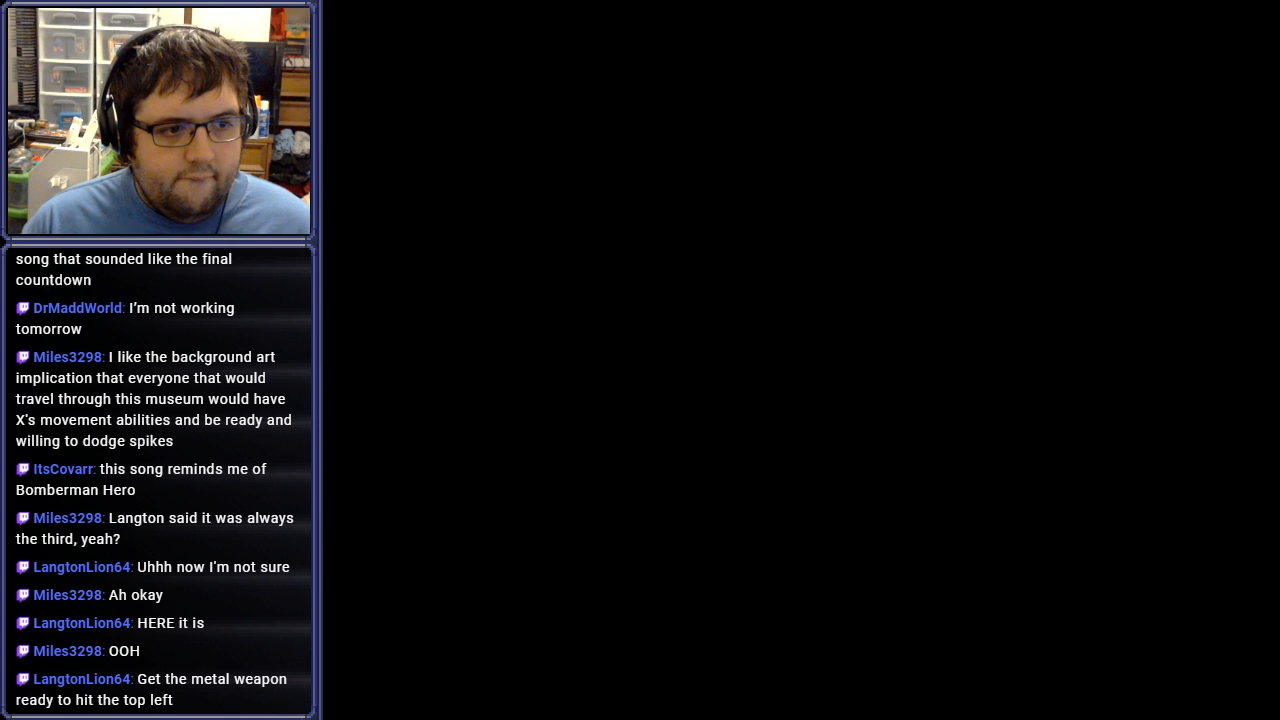 song that sounded like the final
countdown
DrMaddWorld: I’m not working
tomorrow
Miles3298: I like the background art
implication that everyone that would
travel through this museum would have
X's movement abilities and be ready and
willing to dodge spikes
ItsCovarr: this song reminds me of
Bomberman Hero
Miles3298: Langton said it was always
the third, yeah?
LangtonLion64: Uhhh now I'm not sure
Miles3298: Ah okay
LangtonLion64: HERE it is
Miles3298: OOH
LangtonLion64: Get the metal weapon
ready to hit the top left